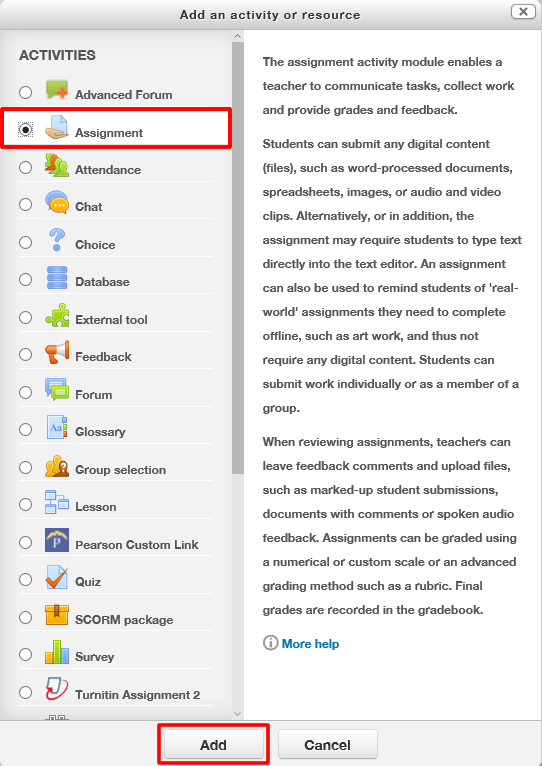 Add an activity or resource
ACTIVITIES
Advanced Forum
Assignment
Attendance
Chat
Choice
Database
External tool
Feedback
Forum
Aa
Glossary
Group selection
Lesson
P
Pearson Custom Link
Quiz
SCORM package
Survey
Turnitin Assignment 2
The assignment activity module enables a
teacher to communicate tasks, collect work
and provide grades and feedback.
Students can submit any digital content
(files), such as word-processed documents,
spreadsheets, images, or audio and video
clips. Alternatively, or in addition, the
assignment may require students to type text
directly into the text editor. An assignment
can also be used to remind students of 'real-
world' assignments they need to complete
offline, such as art work, and thus not
require any digital content. Students can
submit work individually or as a member of a
group.
When reviewing assignments, teachers can
leave feedback comments and upload files,
such as marked-up student submissions,
documents with comments or spoken audio
feedback. Assignments can be graded using
a numerical or custom scale or an advanced
grading method such as a rubric. Final
grades are recorded in the gradebook.
More help
Add
Cancel